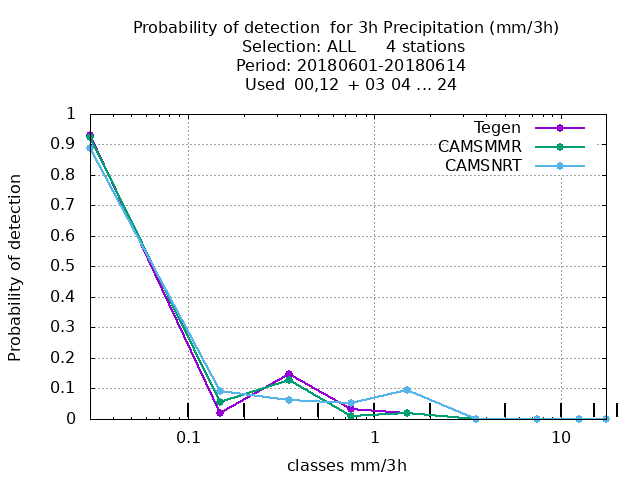 Probability of detection  for 3h Precipitation (mm/3h)
Selection: ALL      4 stations
Period: 20180601-20180614
Used  00,12  + 03 04 ... 24
Tegen
CAMSMMR
CAMSNRT
Probability of detection
1
0.9
0.8
0.7
0.6
0.5
0.4
0.3
0.2
0.1
0
0.1
1
10
classes mm/3h